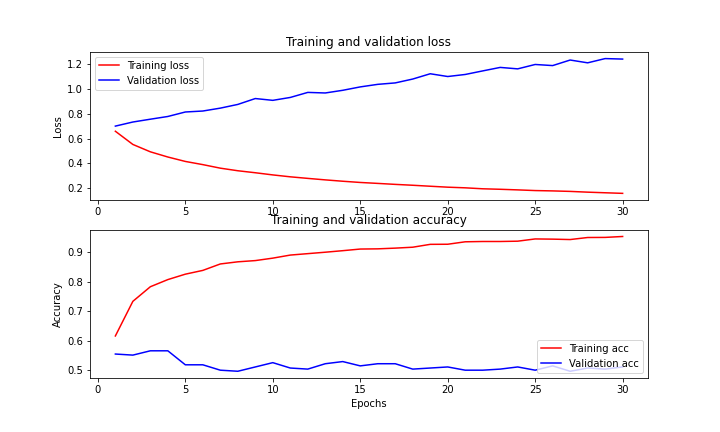 Training and validation loss
Training loss
Validation loss
Loss
1.2
1.0
0.8
0.6
0.4
0.2
0 5 10 15 20 25 30
Training and validation accuracy
Accuracy
0.9
0.8
0.7
0.6
0.5
Training acc
Validation acc
0 5 10 15 20 25 30
Epochs